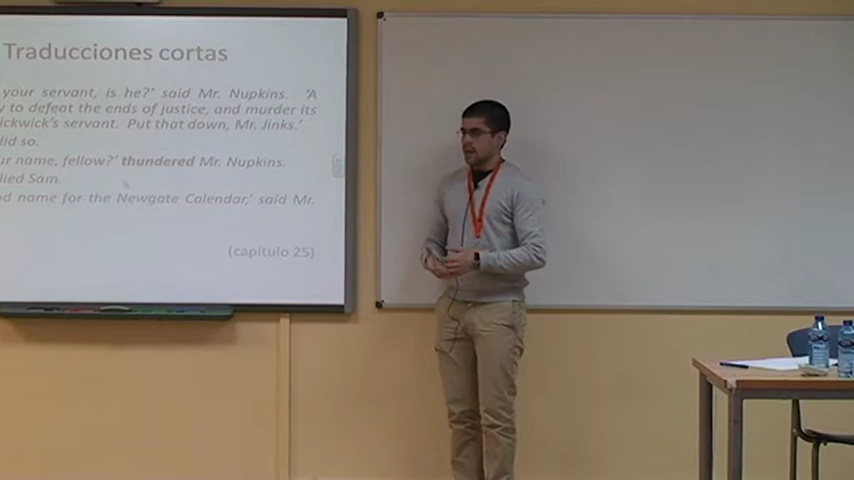 Traducciones cortas
your servant, is he?' said Mr. Nupkins. 'A
to defeat the ends of justice, and murder its
ickwick's servant. Put that down, Mr. Jinks.'
did so.
ur name, fellow?' thundered Mr. Nupkins.
lied Sam.
name for the Newgate Calendar,' said Mr.
(capítulo 25)